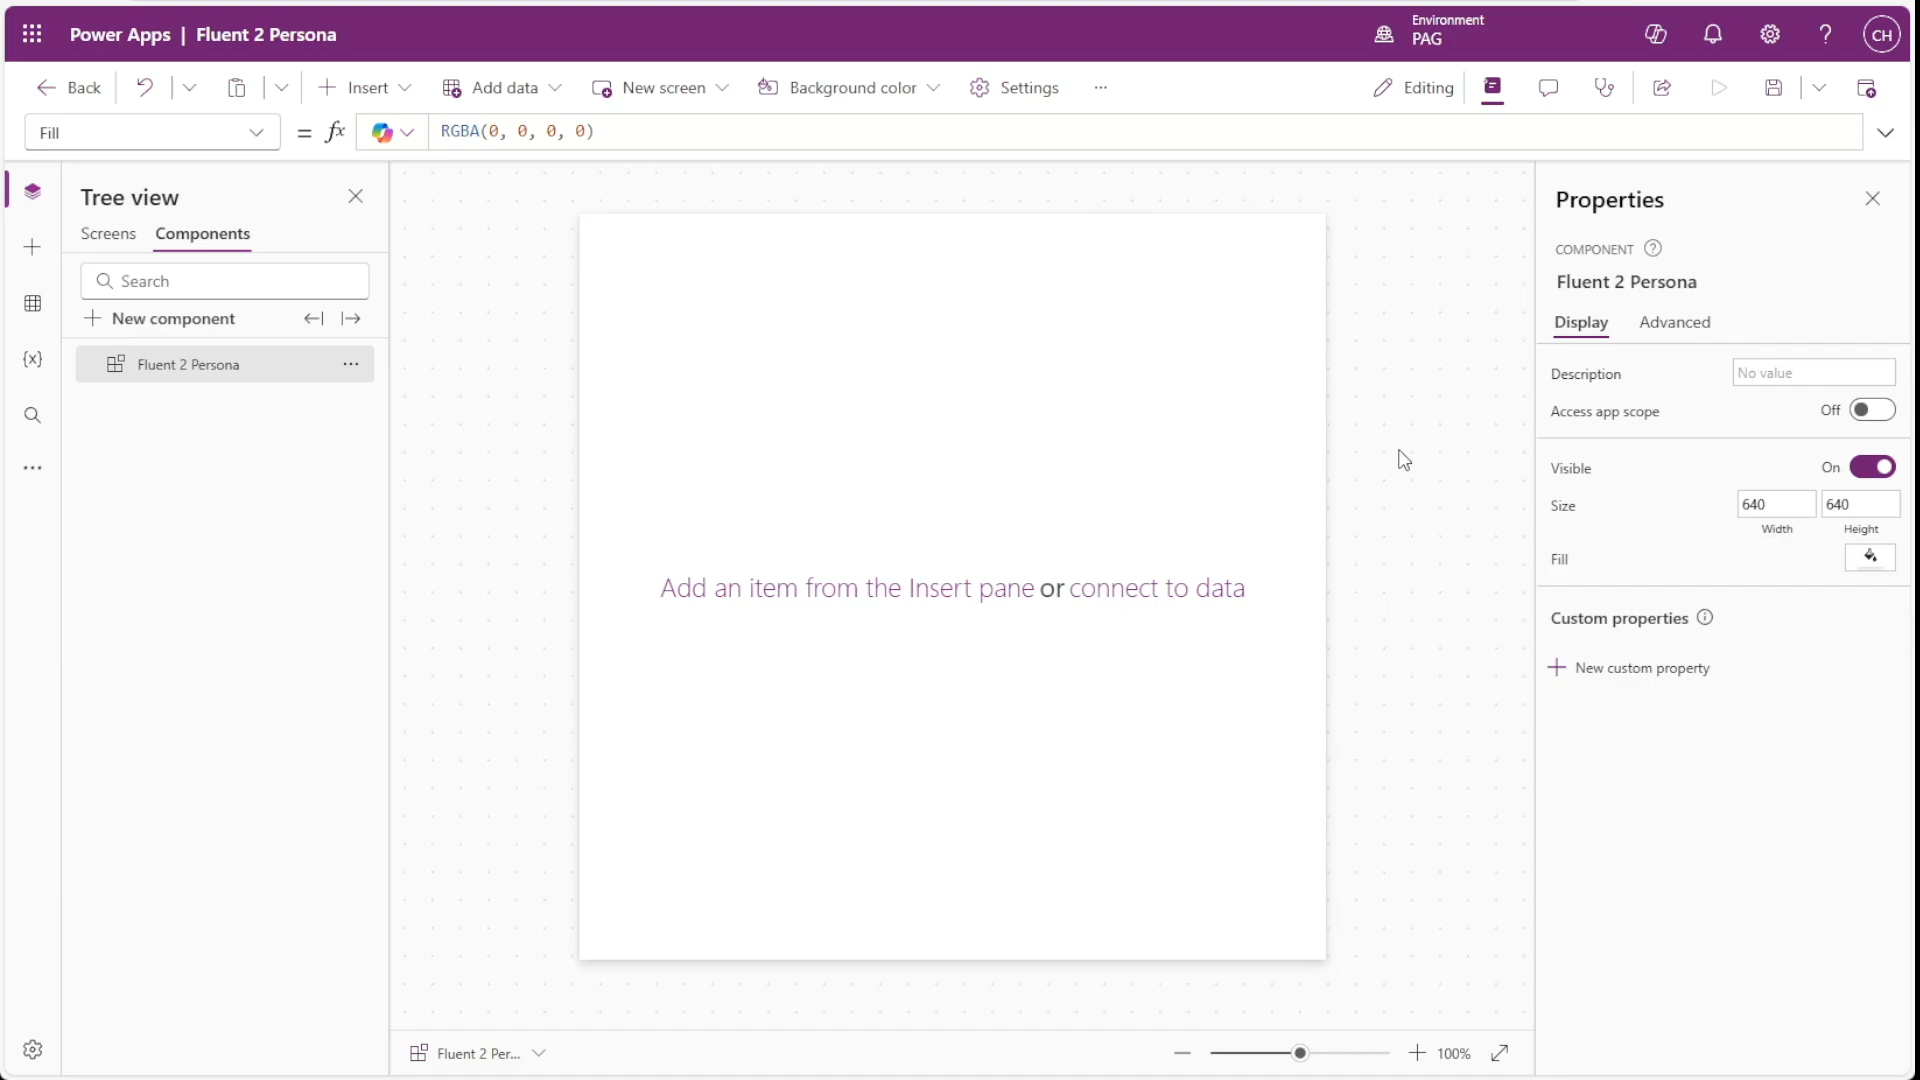 Power Apps | Fluent 2 Persona
Environment
PAG
CH
Back
Insert
Add data
New screen
Background color
Settings
...
Editing
Fill
= fx
RGBA(0, 0, 0, 0)
Tree view
Screens
Components
Search
New component
Fluent 2 Persona
...
{x}
...
Add an item from the Insert pane or connect to data
Properties
COMPONENT
Fluent 2 Persona
Display
Advanced
Description
No value
Access app scope
Off
Visible
On
Size
640
640
Width
Height
Fill
Custom properties
New custom property
Fluent 2 Per...
100%